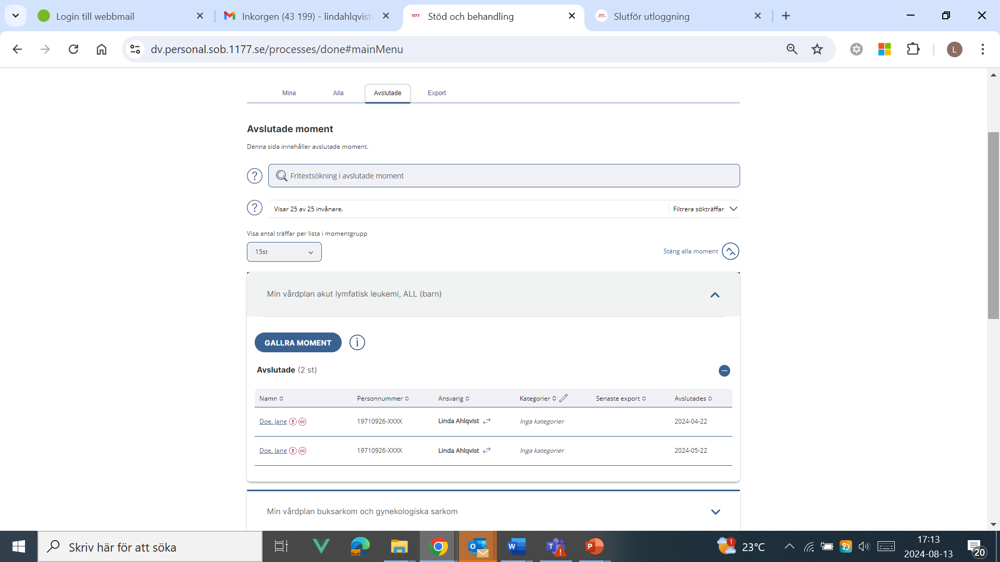 Login till webbmail
Inkorgen (43 199) - lindahlqvist
1177 Stöd och behandling
1177 Slutför utloggning
dv.personal.sob.1177.se/processes/done#mainMenu
L
Mina Alla Avslutade Export
Avslutade moment
Denna sida innehåller avslutade moment.
? Fritextsökning i avslutade moment
? Visar 25 av 25 invånare. Filtrera sökträffar
Visa antal träffar per lista i momentgrupp
15st Stäng alla moment
Min vårdplan akut lymfatisk leukemi, ALL (barn)
GALLRA MOMENT i
Avslutade (2 st)
Namn Personnummer Ansvarig Kategorier Senaste export Avslutades
Doe, Jane ! 19710926-XXXX Linda Ahlqvist Inga kategorier 2024-04-22
Doe, Jane ! 19710926-XXXX Linda Ahlqvist Inga kategorier 2024-05-22
Min vårdplan buksarkom och gynekologiska sarkom
Skriv här för att söka
1 23°C
17:13
2024-08-13
20